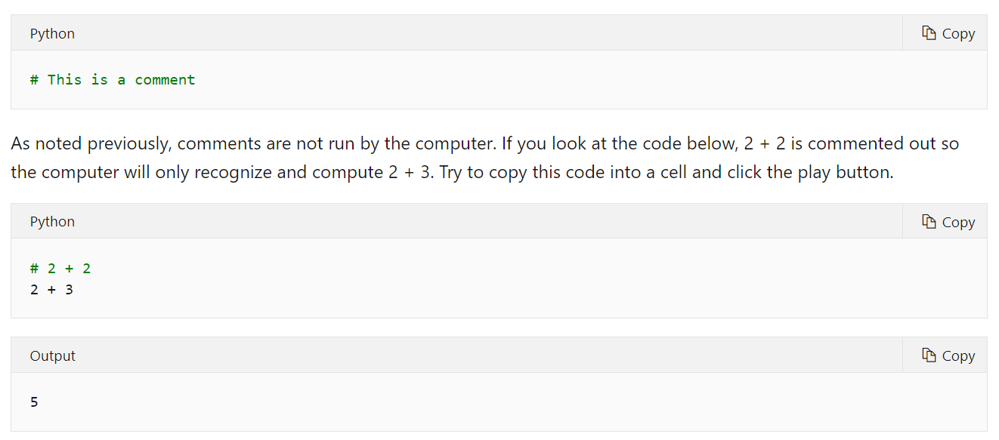 Python
Copy
# This is a comment
As noted previously, comments are not run by the computer. If you look at the code below, 2 + 2 is commented out so
the computer will only recognize and compute 2 + 3. Try to copy this code into a cell and click the play button.
Python
Copy
# 2 + 2
2 + 3
Output
Copy
5